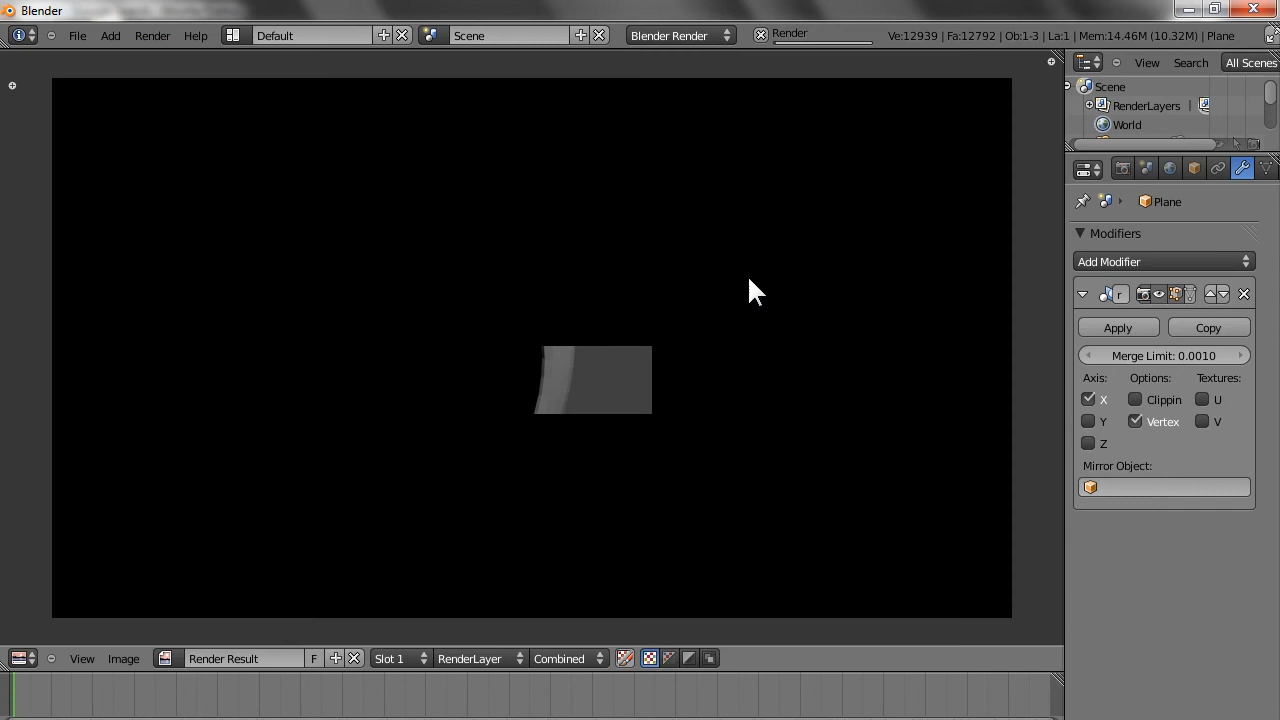 Blender
File Add Render Help Default Scene Blender Render Render Ve:12939 | Fa:12792 | Ob:1-3 | La:1 | Mem:14.46M (10.32M) | Plane
View Search All Scenes
Scene
RenderLayers |
World
Plane
Modifiers
Add Modifier
r
Apply Copy
Merge Limit: 0.0010
Axis: Options: Textures:
X Clippin U
Y Vertex V
Z
Mirror Object:
View Image Render Result F Slot 1 RenderLayer Combined